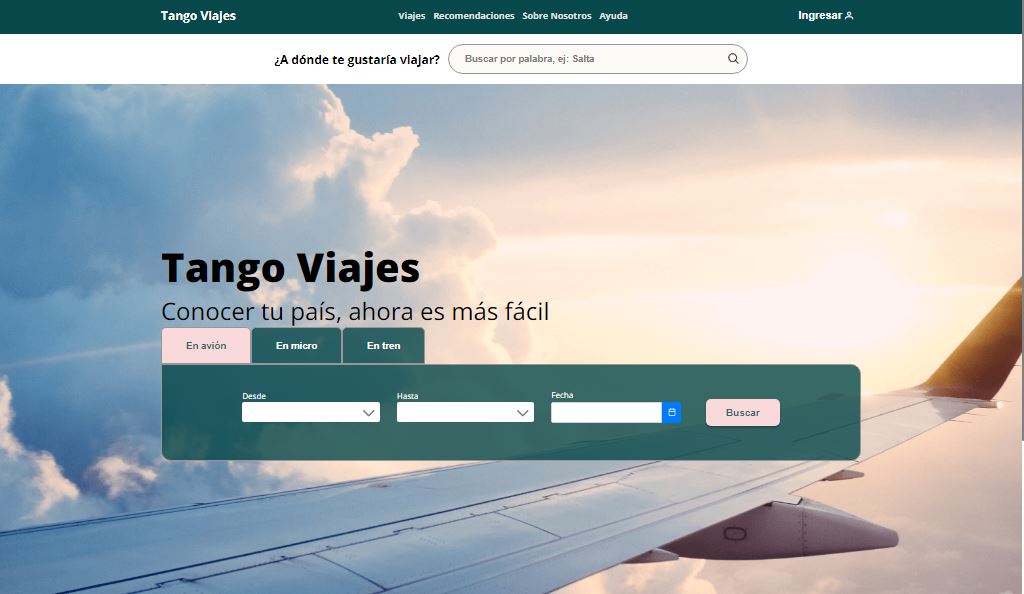 Tango Viajes
Viajes Recomendaciones Sobre Nosotros Ayuda
Ingresar
¿A dónde te gustaría viajar?
Buscar por palabra, ej: Salta
Tango Viajes
Conocer tu país, ahora es más fácil
En avión
En micro
En tren
Desde
Hasta
Fecha
Buscar